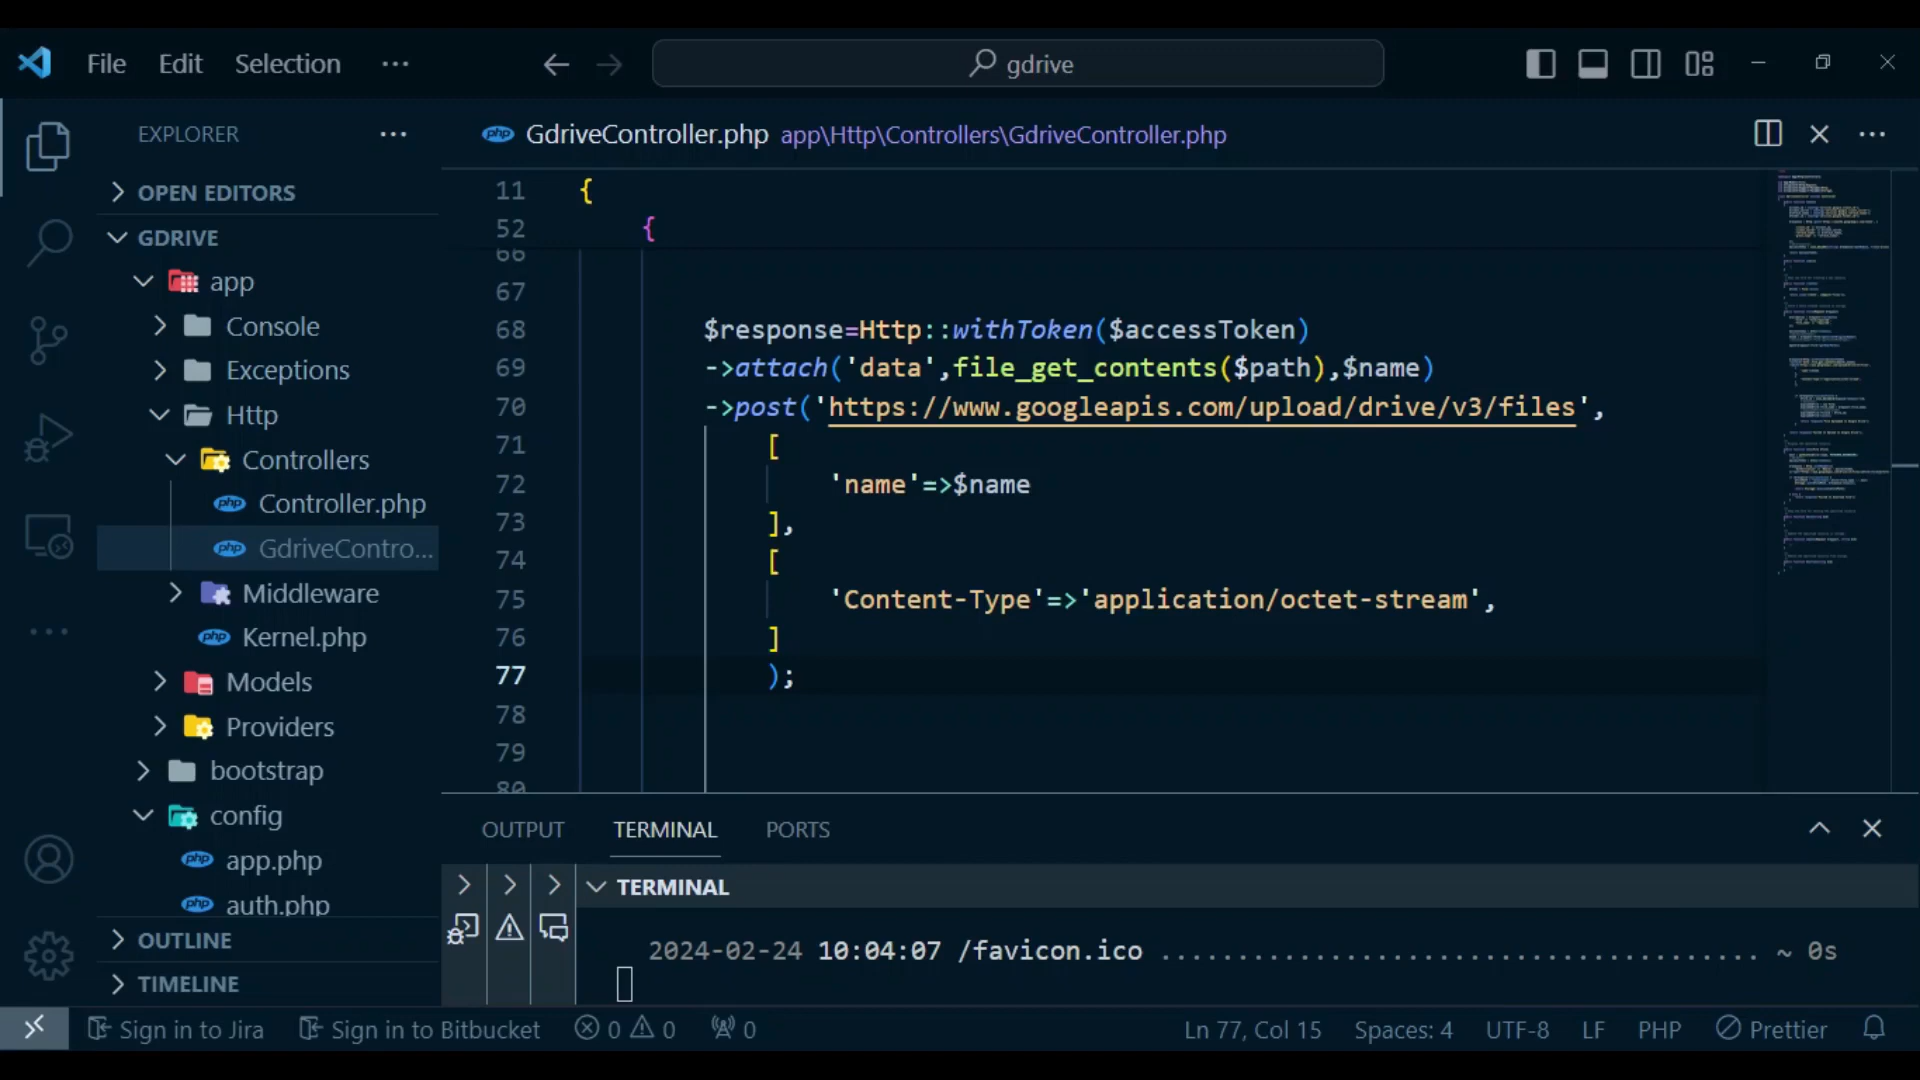 File Edit Selection ···
gdrive
EXPLORER ···
OPEN EDITORS
GDRIVE
app
Console
Exceptions
Http
Controllers
Controller.php
GdriveContro...
Middleware
Kernel.php
Models
Providers
bootstrap
config
app.php
auth.php
OUTLINE
TIMELINE
GdriveController.php app\Http\Controllers\GdriveController.php
11 {
52 {
66
67
68 $response=Http::withToken($accessToken)
69 ->attach('data',file_get_contents($path),$name)
70 ->post('https://www.googleapis.com/upload/drive/v3/files',
71 [
72 'name'=>$name
73 ],
74 [
75 'Content-Type'=>'application/octet-stream',
76 ]
77 );
78
79
80
OUTPUT TERMINAL PORTS
TERMINAL
2024-02-24 10:04:07 /favicon.ico ....................................... ~ 0s
Sign in to Jira Sign in to Bitbucket 0 0 0 Ln 77, Col 15 Spaces: 4 UTF-8 LF PHP Prettier